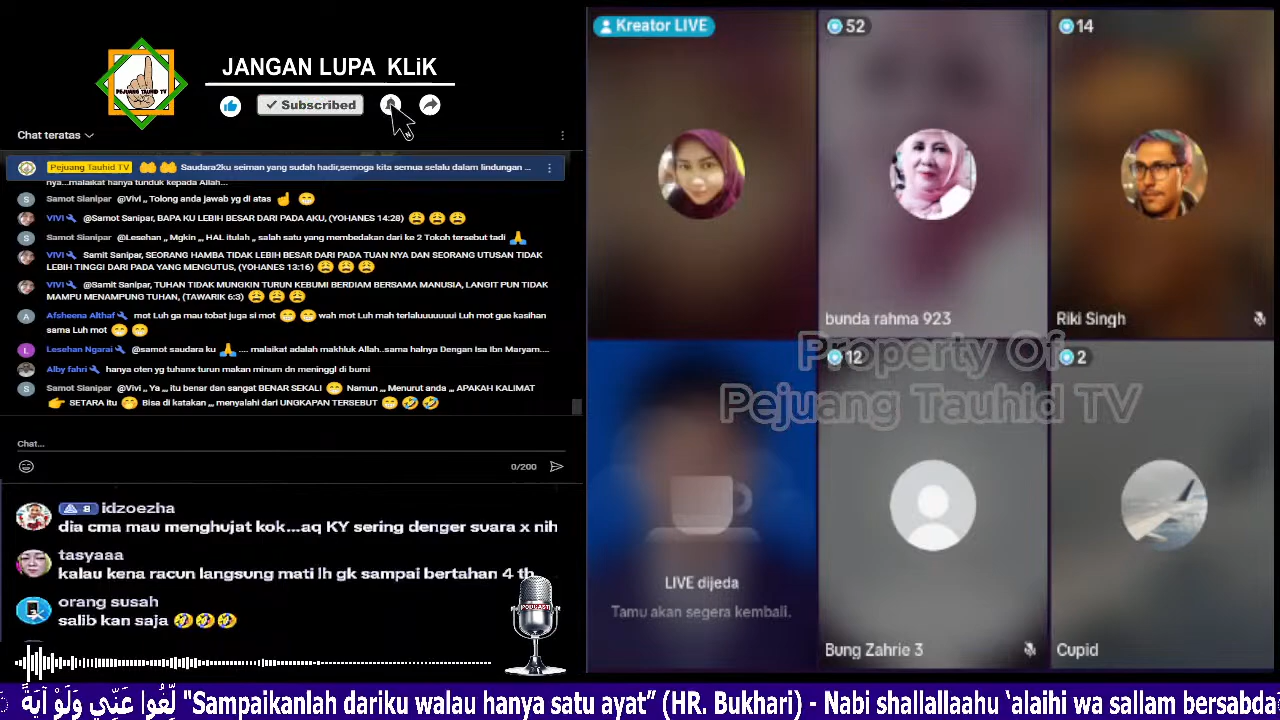 PEJUANG TAUHID TV
JANGAN LUPA KLiK
Subscribed
Chat teratas
Pejuang Tauhid TV Saudara2ku seiman yang sudah hadir,semoga kita semua selalu dalam lindungan ...
nya...malaikat hanya tunduk kepada Allah...
S Samot Sianipar @Vivi ,, Tolong anda jawab yg di atas ☝️ 😁
VIVI @Samot Sanipar, BAPA KU LEBIH BESAR DARI PADA AKU, (YOHANES 14:28) 😩 😩 😩
S Samot Sianipar @Lesehan ,, Mgkin ,,, HAL itulah ,, salah satu yang membedakan dari ke 2 Tokoh tersebut tadi 🙏
VIVI Samit Sanipar, SEORANG HAMBA TIDAK LEBIH BESAR DARI PADA TUAN NYA DAN SEORANG UTUSAN TIDAK
LEBIH TINGGI DARI PADA YANG MENGUTUS, (YOHANES 13:16) 😩 😩 😩
VIVI @Samit Sanipar, TUHAN TIDAK MUNGKIN TURUN KEBUMI BERDIAM BERSAMA MANUSIA, LANGIT PUN TIDAK
MAMPU MENAMPUNG TUHAN, (TAWARIK 6:3) 😩 😩 😩
A Afsheena Althaf mot Luh ga mau tobat juga si mot 😁 😁 wah mot Luh mah terlaluuuuuuui Luh mot gue kasihan
sama Luh mot 😁 😁
L Lesehan Ngarai @samot saudara ku 🙏 .... malaikat adalah makhluk Allah..sama halnya Dengan Isa Ibn Maryam....
Alby fahri hanya oten yg tuhanx turun makan minum dn meninggl di bumi
S Samot Sianipar @Vivi ,, Ya ,,, itu benar dan sangat BENAR SEKALI 😁 Namun ,,, Menurut anda ,,, APAKAH KALIMAT
👉 SETARA itu 😁 Bisa di katakan ,,, menyalahi dari UNGKAPAN TERSEBUT 😁 🤣 🤣
Chat...
0/200
8 idzoezha
dia cma mau menghujat kok...aq KY sering denger suara x nih
tasyaaa
kalau kena racun langsung mati lh gk sampai bertahan 4 th
orang susah
salib kan saja 🤣🤣🤣
PODCAST
Kreator LIVE
52
14
bunda rahma 923
Riki Singh
Property Of
Pejuang Tauhid TV
12
2
LIVE dijeda
Tamu akan segera kembali.
Bung Zahrie 3
Cupid
لِّغُوا عَنِّي وَلَوْ آيَةً "Sampaikanlah dariku walau hanya satu ayat” (HR. Bukhari) - Nabi shallallaahu ‘alaihi wa sallam bersabda